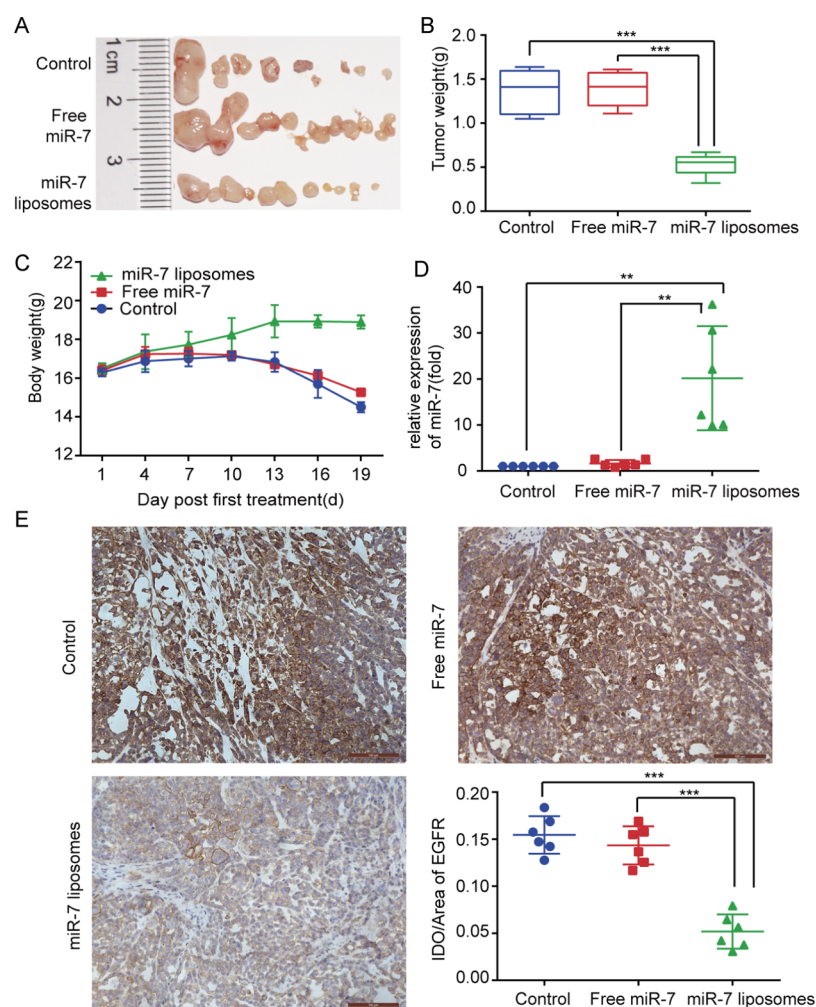 A
Control
Free
miR-7
miR-7
liposomes
1 cm
2
3
B
Tumor weight(g)
2.0
1.5
1.0
0.5
0.0
***
***
Control
Free miR-7
miR-7 liposomes
C
Body weight(g)
22
20
18
16
14
12
miR-7 liposomes
Free miR-7
Control
1
4
7
10
13
16
19
Day post first treatment(d)
D
relative expression
of miR-7(fold)
40
30
20
10
0
**
**
Control
Free miR-7
miR-7 liposomes
E
Control
Free miR-7
miR-7 liposomes
IDO/Area of EGFR
0.20
0.15
0.10
0.05
0.00
***
***
Control
Free miR-7
miR-7 liposomes